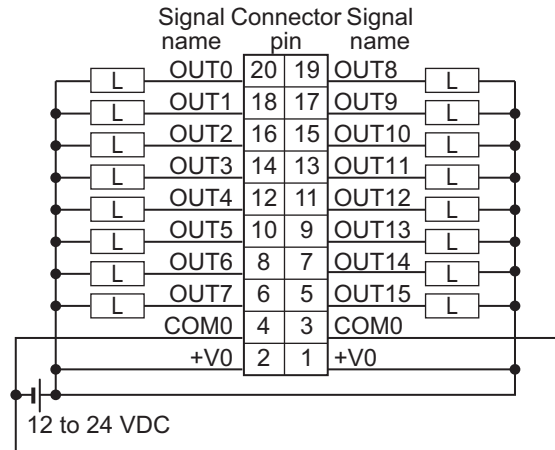 Signal Connector Signal
name pin name
L OUT0 20 19 OUT8 L
L OUT1 18 17 OUT9 L
L OUT2 16 15 OUT10 L
L OUT3 14 13 OUT11 L
L OUT4 12 11 OUT12 L
L OUT5 10 9 OUT13 L
L OUT6 8 7 OUT14 L
L OUT7 6 5 OUT15 L
COM0 4 3 COM0
+V0 2 1 +V0
12 to 24 VDC